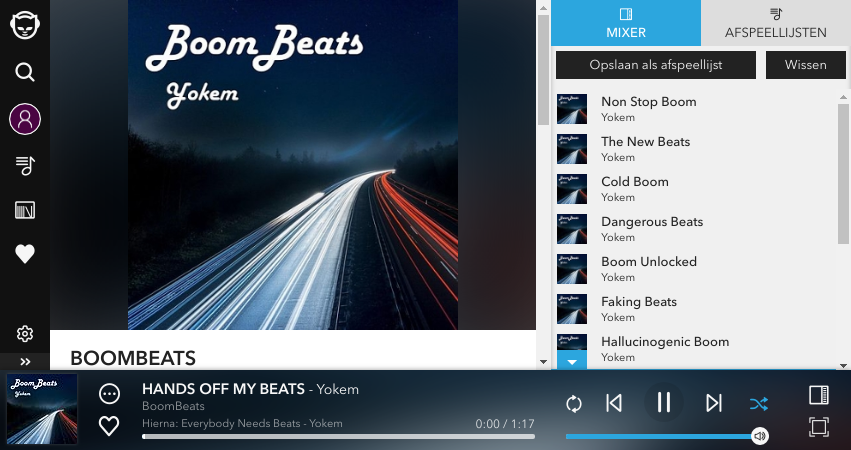 Boom Beats
Yokem
BOOMBEATS
MIXER
AFSPEELLIJSTEN
Opslaan als afspeellijst
Wissen
Non Stop Boom
Yokem
The New Beats
Yokem
Cold Boom
Yokem
Dangerous Beats
Yokem
Boom Unlocked
Yokem
Faking Beats
Yokem
Hallucinogenic Boom
Yokem
Boom Beats
Yokem
HANDS OFF MY BEATS - Yokem
BoomBeats
Hierna: Everybody Needs Beats - Yokem
0:00 / 1:17